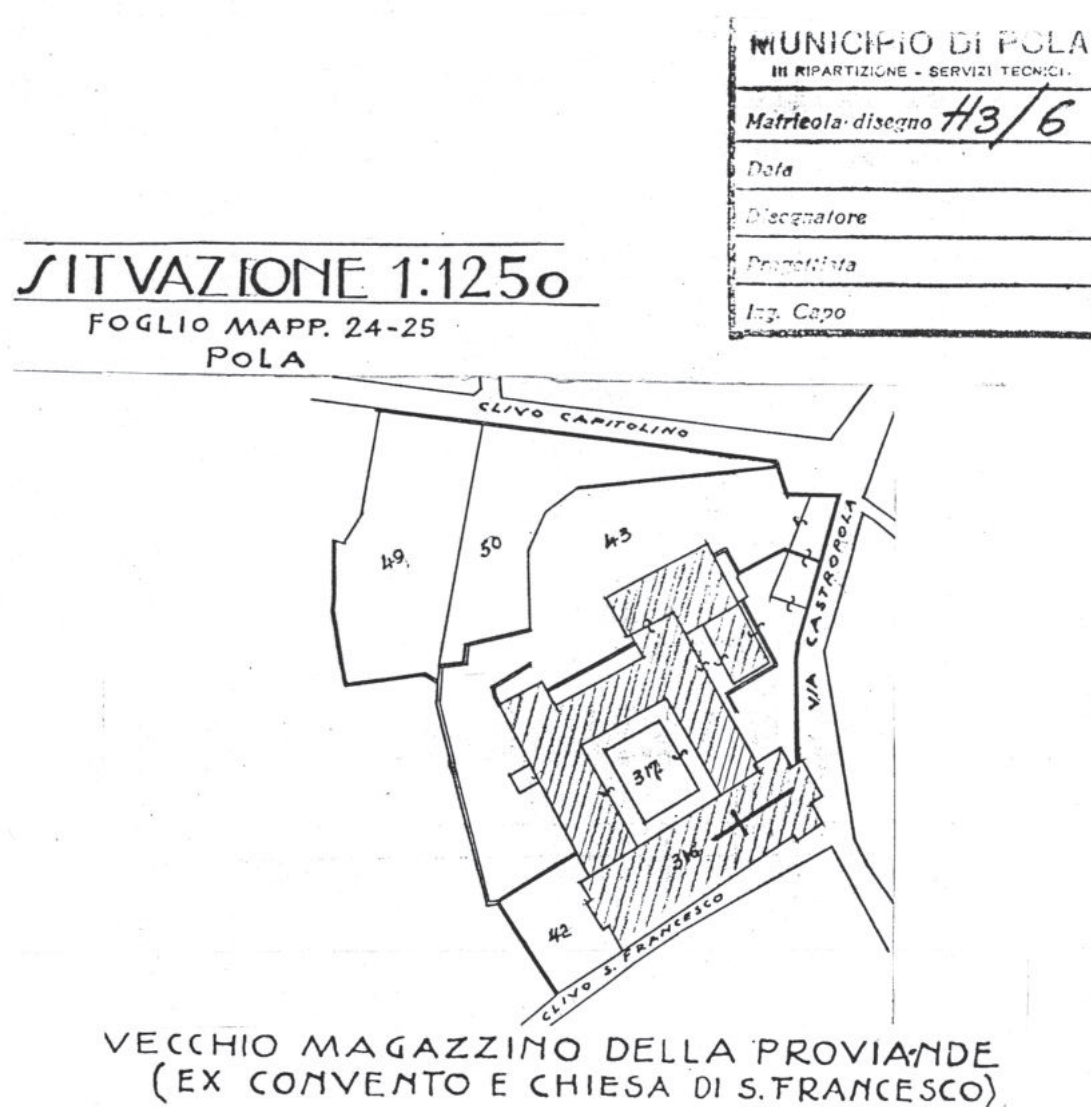 MUNICIPIO DI POLA
III RIPARTIZIONE - SERVIZI TECNICI.
Matricola disegno H3/6
Data
Disegnatore
Progettista
Ing. Capo
SITVAZIONE 1:1250
FOGLIO MAPP. 24-25
POLA
CLIVO CAPITOLINO
VIA CASTROPOLA
49.
50
43
317
316
42
CLIVO S. FRANCESCO
VECCHIO MAGAZZINO DELLA PROVIANDE
(EX CONVENTO E CHIESA DI S. FRANCESCO)